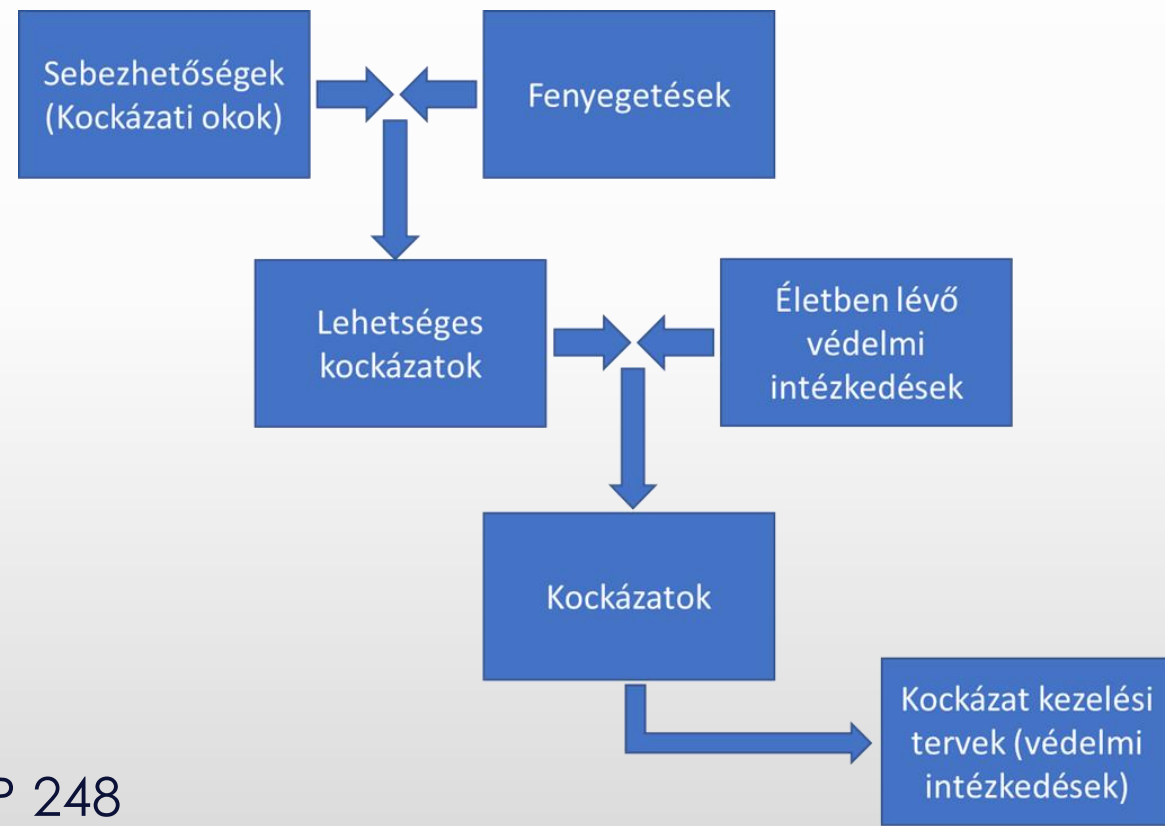 Sebezhetőségek
(Kockázati okok)
Fenyegetések
Lehetséges
kockázatok
Életben lévő
védelmi
intézkedések
Kockázatok
Kockázat kezelési
tervek (védelmi
intézkedések)
P 248